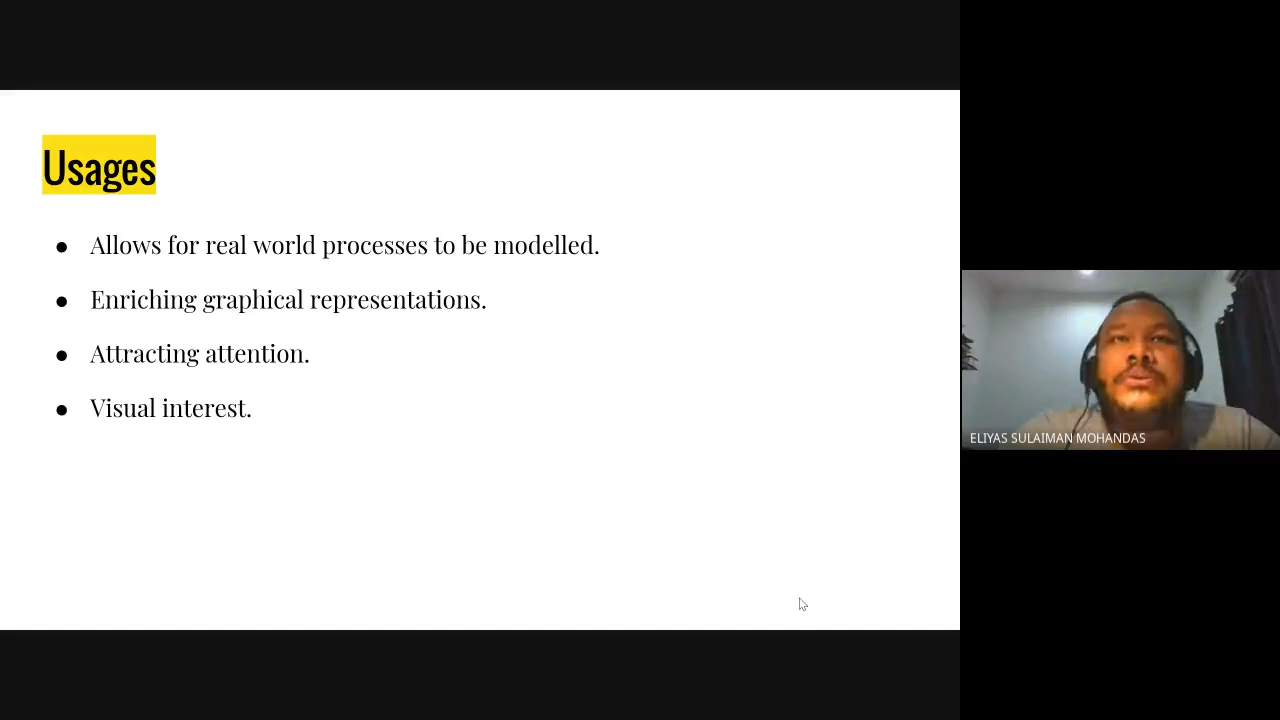 Usages
● Allows for real world processes to be modelled.
● Enriching graphical representations.
● Attracting attention.
● Visual interest.
ELIYAS SULAIMAN MOHANDAS